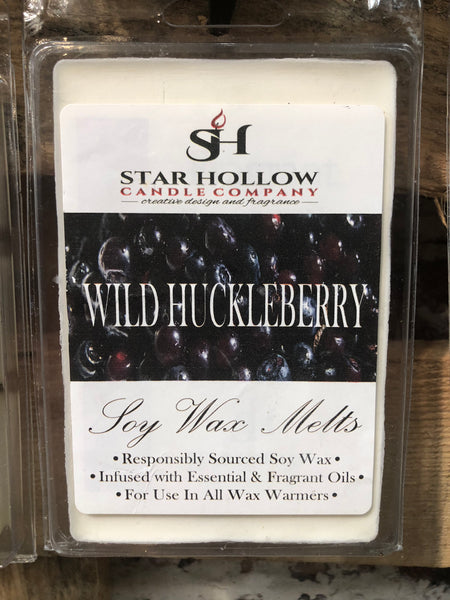 SH
STAR HOLLOW
CANDLE COMPANY
creative design and fragrance
WILD HUCKLEBERRY
Soy Wax Melts
• Responsibly Sourced Soy Wax •
• Infused with Essential & Fragrant Oils •
• For Use In All Wax Warmers •